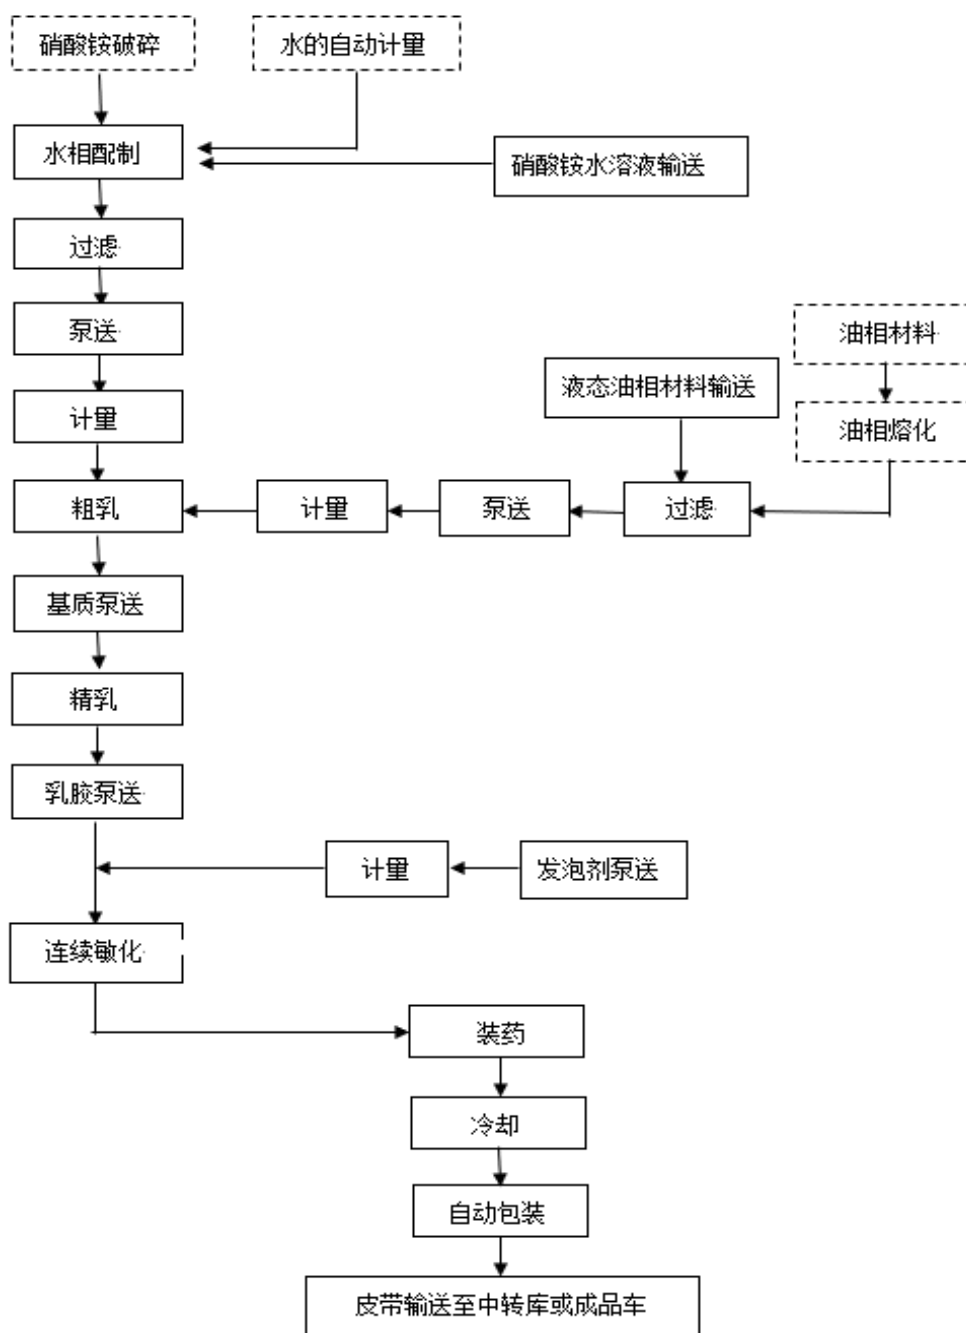 硝酸铵破碎
水的自动计量
水相配制
硝酸铵水溶液输送
过滤
泵送
油相材料
液态油相材料输送
计量
油相熔化
粗乳
计量
泵送
过滤
基质泵送
精乳
乳胶泵送
计量
发泡剂泵送
连续敏化
装药
冷却
自动包装
皮带输送至中转库或成品车